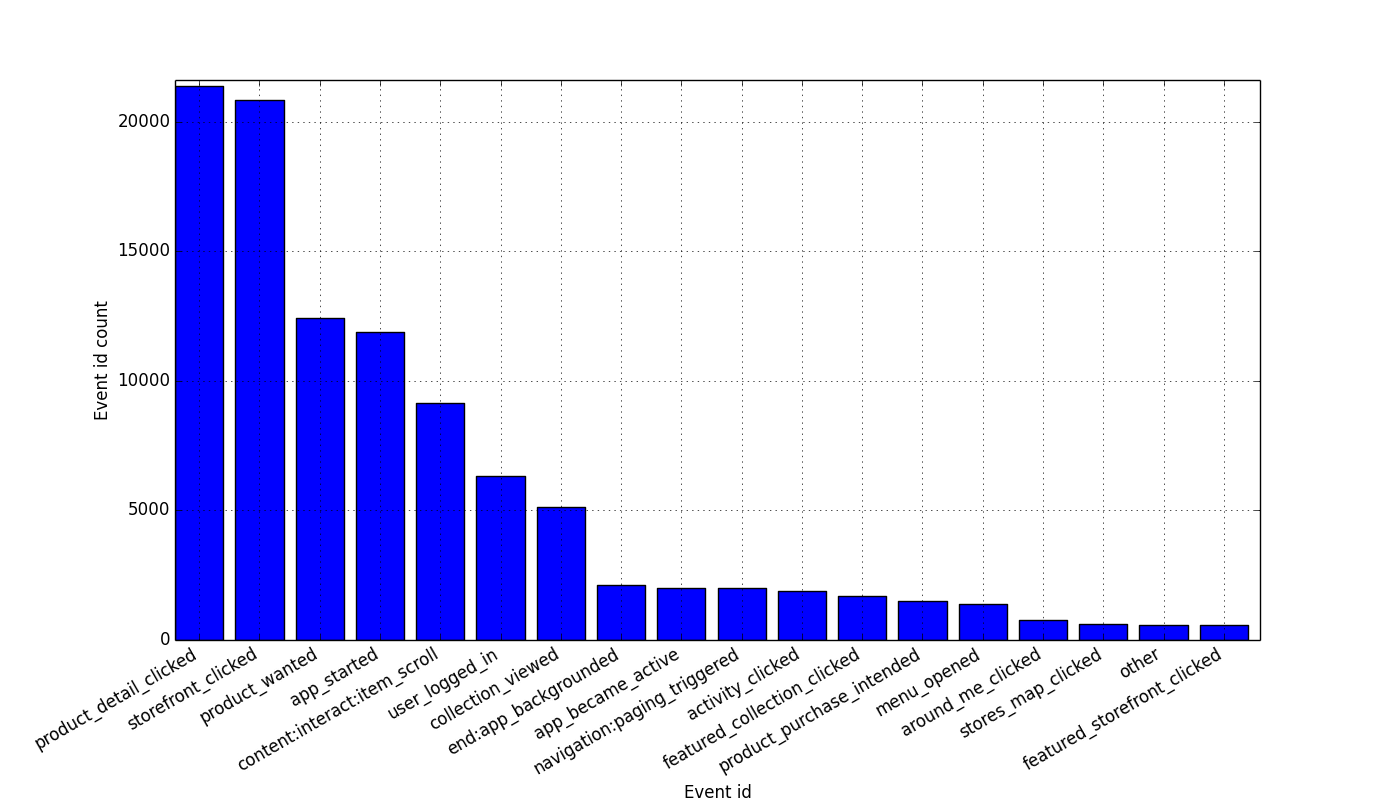 20000
15000
10000
5000
0
Event id count
product_detail_clicked
storefront_clicked
product_wanted
app_started
content:interact:item_scroll
user_logged_in
collection_viewed
end:app_backgrounded
app_became_active
navigation:paging_triggered
activity_clicked
featured_collection_clicked
product_purchase_intended
menu_opened
around_me_clicked
stores_map_clicked
other
featured_storefront_clicked
Event id